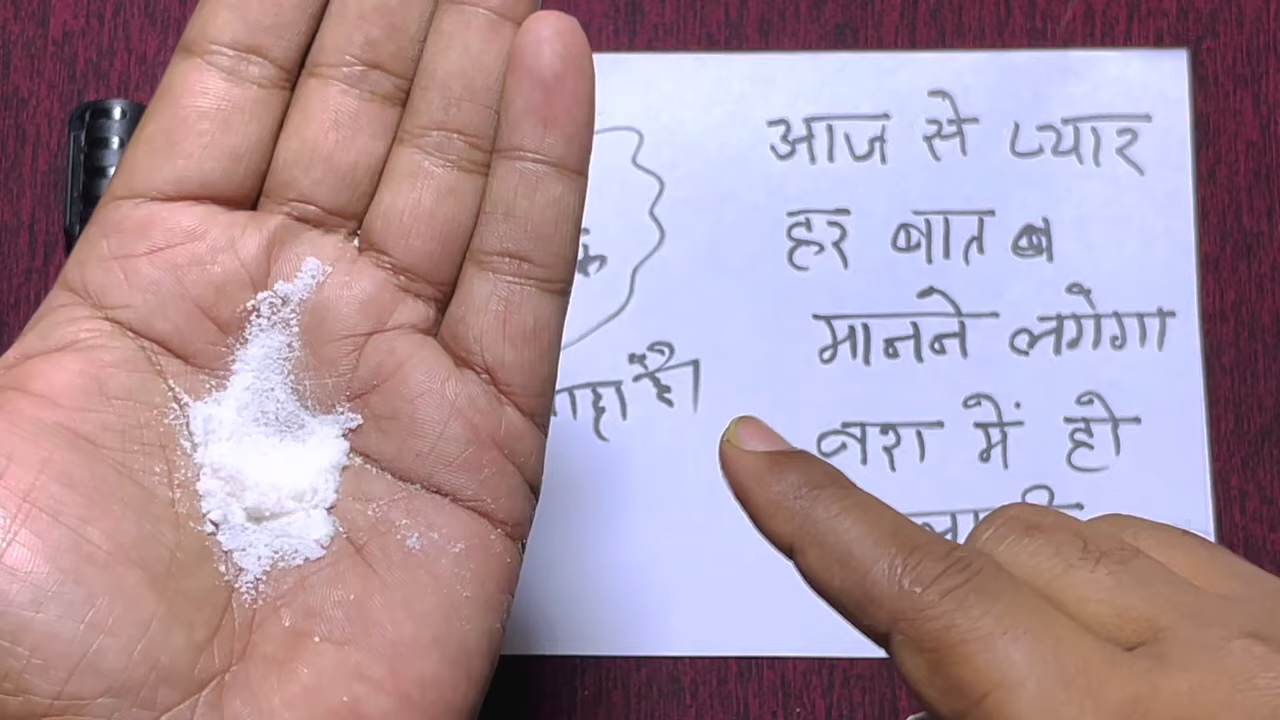 आज से प्यार
हर बात ब
मानने लगेगा
वश में हो
है।